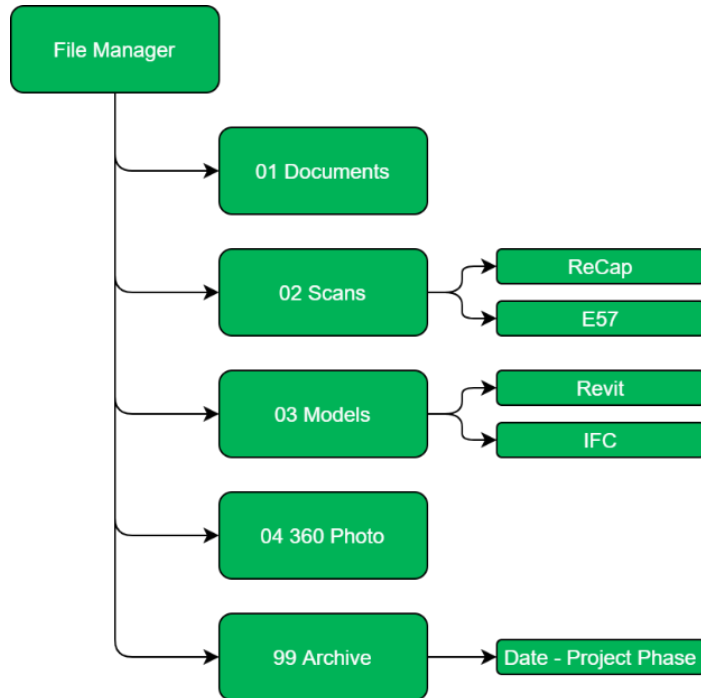 File Manager
01 Documents
02 Scans
ReCap
E57
03 Models
Revit
IFC
04 360 Photo
99 Archive
Date - Project Phase